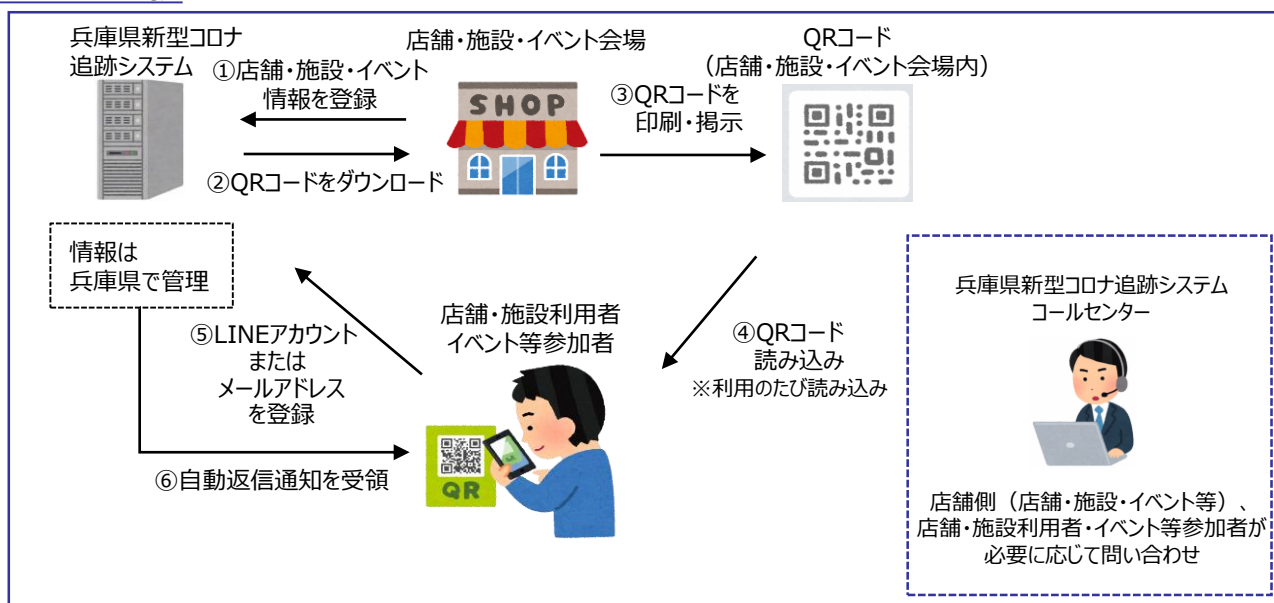 兵庫県新型コロナ
追跡システム
①店舗・施設・イベント
情報を登録
店舗・施設・イベント会場
SHOP
②QRコードをダウンロード
③QRコードを
印刷・掲示
QRコード
（店舗・施設・イベント会場内）
情報は
兵庫県で管理
⑤LINEアカウント
または
メールアドレス
を登録
店舗・施設利用者
イベント等参加者
QR
④QRコード
読み込み
※利用のたび読み込み
⑥自動返信通知を受領
兵庫県新型コロナ追跡システム
コールセンター
店舗側（店舗・施設・イベント等）、
店舗・施設利用者・イベント等参加者が
必要に応じて問い合わせ